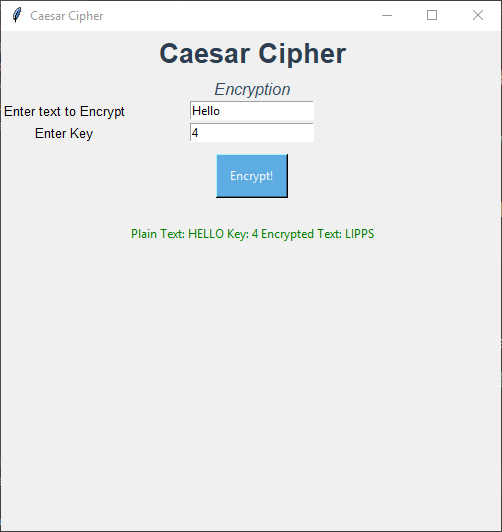 Caesar Cipher
Caesar Cipher
Encryption
Enter text to Encrypt Hello
Enter Key 4
Encrypt!
Plain Text: HELLO Key: 4 Encrypted Text: LIPPS